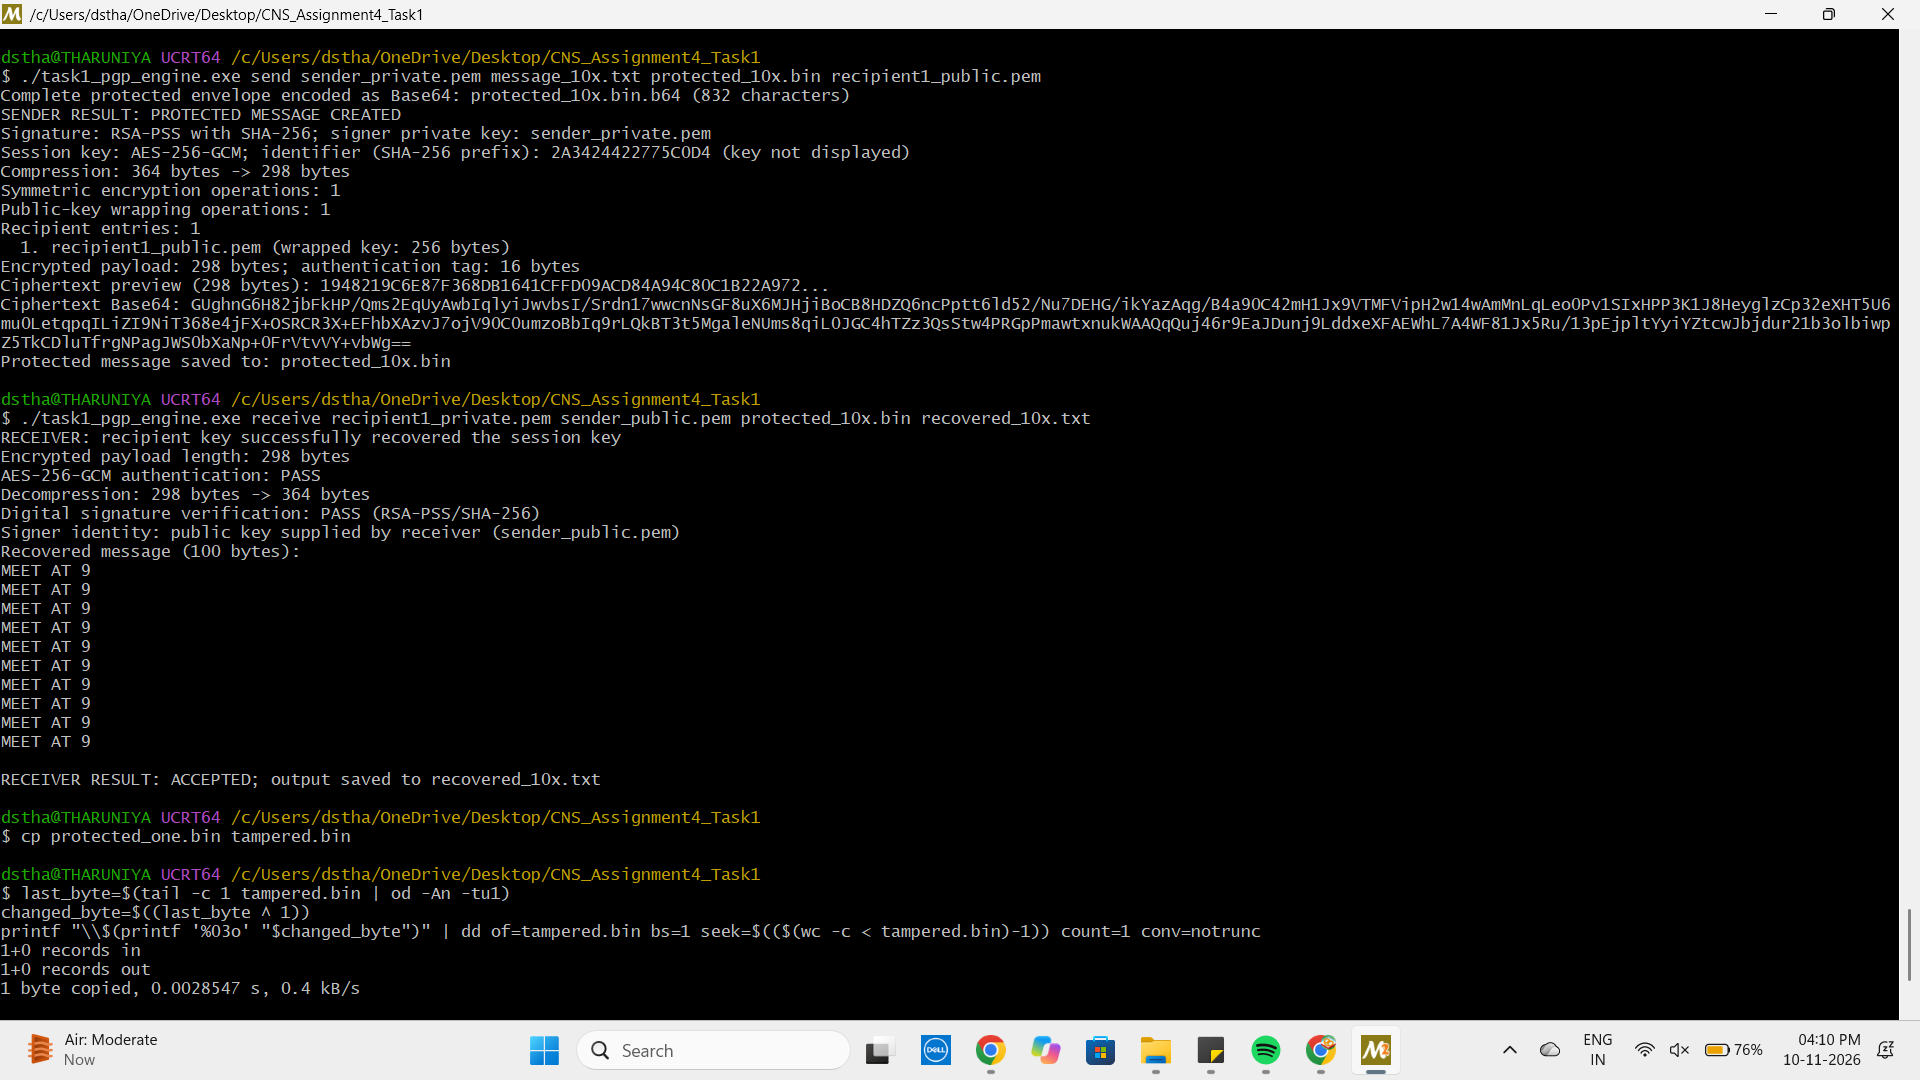 /c/Users/dstha/OneDrive/Desktop/CNS_Assignment4_Task1
dstha@THARUNIYA UCRT64 /c/Users/dstha/OneDrive/Desktop/CNS_Assignment4_Task1
$ ./task1_pgp_engine.exe send sender_private.pem message_10x.txt protected_10x.bin recipient1_public.pem
Complete protected envelope encoded as Base64: protected_10x.bin.b64 (832 characters)
SENDER RESULT: PROTECTED MESSAGE CREATED
Signature: RSA-PSS with SHA-256; signer private key: sender_private.pem
Session key: AES-256-GCM; identifier (SHA-256 prefix): 2A3424422775C0D4 (key not displayed)
Compression: 364 bytes -> 298 bytes
Symmetric encryption operations: 1
Public-key wrapping operations: 1
Recipient entries: 1
  1. recipient1_public.pem (wrapped key: 256 bytes)
Encrypted payload: 298 bytes; authentication tag: 16 bytes
Ciphertext preview (298 bytes): 1948219C6E87F368DB1641CFFD09ACD84A94C80C1B22A972...
Ciphertext Base64: GUghnG6H82jbFkHP/Qms2EqUyAwbIqlyiJwvbsI/Srdn17wwcnNsGF8uX6MJHjiBoCB8HDZQ6ncPptt6ld52/Nu7DEHG/ikYazAqg/B4a90C42mH1Jx9VTMFVipH2w14wAmMnLqLeo0Pv1SIxHPP3K1J8HeyglzCp32eXHT5U6
mu0LetqpqILiZI9NiT368e4jFX+OSRCR3X+EFhbXAzvJ7ojV90C0umzoBbIq9rLQkBT3t5MgaleNUms8qiLOJGC4hTZz3QsStw4PRGpPmawtxnukWAAQqQuj46r9EaJDunj9LddxeXFAEWhL7A4WF81Jx5Ru/13pEjpltYyiYZtcwJbjdur21b3olbiwp
Z5TkCDluTfrgNPagJWSObXaNp+OFrVtvVY+vbWg==
Protected message saved to: protected_10x.bin
dstha@THARUNIYA UCRT64 /c/Users/dstha/OneDrive/Desktop/CNS_Assignment4_Task1
$ ./task1_pgp_engine.exe receive recipient1_private.pem sender_public.pem protected_10x.bin recovered_10x.txt
RECEIVER: recipient key successfully recovered the session key
Encrypted payload length: 298 bytes
AES-256-GCM authentication: PASS
Decompression: 298 bytes -> 364 bytes
Digital signature verification: PASS (RSA-PSS/SHA-256)
Signer identity: public key supplied by receiver (sender_public.pem)
Recovered message (100 bytes):
MEET AT 9
MEET AT 9
MEET AT 9
MEET AT 9
MEET AT 9
MEET AT 9
MEET AT 9
MEET AT 9
MEET AT 9
MEET AT 9
RECEIVER RESULT: ACCEPTED; output saved to recovered_10x.txt
dstha@THARUNIYA UCRT64 /c/Users/dstha/OneDrive/Desktop/CNS_Assignment4_Task1
$ cp protected_one.bin tampered.bin
dstha@THARUNIYA UCRT64 /c/Users/dstha/OneDrive/Desktop/CNS_Assignment4_Task1
$ last_byte=$(tail -c 1 tampered.bin | od -An -tu1)
changed_byte=$((last_byte ^ 1))
printf "\\$(printf '%03o' "$changed_byte")" | dd of=tampered.bin bs=1 seek=$(($(wc -c < tampered.bin)-1)) count=1 conv=notrunc
1+0 records in
1+0 records out
1 byte copied, 0.0028547 s, 0.4 kB/s
Air: Moderate
Now
Search
DELL
ENG
IN
76%
04:10 PM
10-11-2026